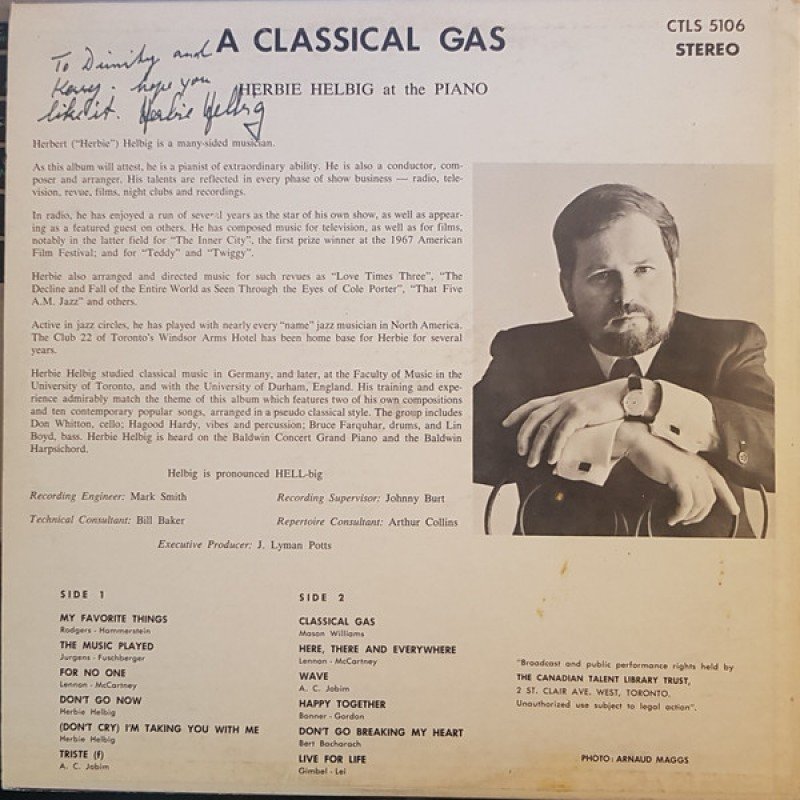 A CLASSICAL GAS
CTLS 5106
STEREO
To Dimity and
Kerry. hope you
like it. Herbie Helbig
HERBIE HELBIG at the PIANO
Herbert ("Herbie") Helbig is a many-sided musician.
As this album will attest, he is a pianist of extraordinary ability. He is also a conductor, com-
poser and arranger. His talents are reflected in every phase of show business — radio, tele-
vision, revue, films, night clubs and recordings.
In radio, he has enjoyed a run of several years as the star of his own show, as well as appear-
ing as a featured guest on others. He has composed music for television, as well as for films,
notably in the latter field for "The Inner City", the first prize winner at the 1967 American
Film Festival; and for "Teddy" and "Twiggy".
Herbie also arranged and directed music for such revues as "Love Times Three", "The
Decline and Fall of the Entire World as Seen Through the Eyes of Cole Porter", "That Five
A.M. Jazz" and others.
Active in jazz circles, he has played with nearly every "name" jazz musician in North America.
The Club 22 of Toronto's Windsor Arms Hotel has been home base for Herbie for several
years.
Herbie Helbig studied classical music in Germany, and later, at the Faculty of Music in the
University of Toronto, and with the University of Durham, England. His training and expe-
rience admirably match the theme of this album which features two of his own compositions
and ten contemporary popular songs, arranged in a pseudo classical style. The group includes
Don Whitton, cello; Hagood Hardy, vibes and percussion; Bruce Farquhar, drums, and Lin
Boyd, bass. Herbie Helbig is heard on the Baldwin Concert Grand Piano and the Baldwin
Harpsichord.
Helbig is pronounced HELL-big
Recording Engineer: Mark Smith
Recording Supervisor: Johnny Burt
Technical Consultant: Bill Baker
Repertoire Consultant: Arthur Collins
Executive Producer: J. Lyman Potts
SIDE 1
MY FAVORITE THINGS
Rodgers - Hammerstein
THE MUSIC PLAYED
Jurgens - Fuschberger
FOR NO ONE
Lennon - McCartney
DON'T GO NOW
Herbie Helbig
(DON'T CRY) I'M TAKING YOU WITH ME
Herbie Helbig
TRISTE (f)
A. C. Jobim
SIDE 2
CLASSICAL GAS
Mason Williams
HERE, THERE AND EVERYWHERE
Lennon - McCartney
WAVE
A. C. Jobim
HAPPY TOGETHER
Bonner - Gordon
DON'T GO BREAKING MY HEART
Bert Bacharach
LIVE FOR LIFE
Gimbel - Lei
"Broadcast and public performance rights held by
THE CANADIAN TALENT LIBRARY TRUST,
2 ST. CLAIR AVE. WEST, TORONTO.
Unauthorized use subject to legal action".
PHOTO: ARNAUD MAGGS